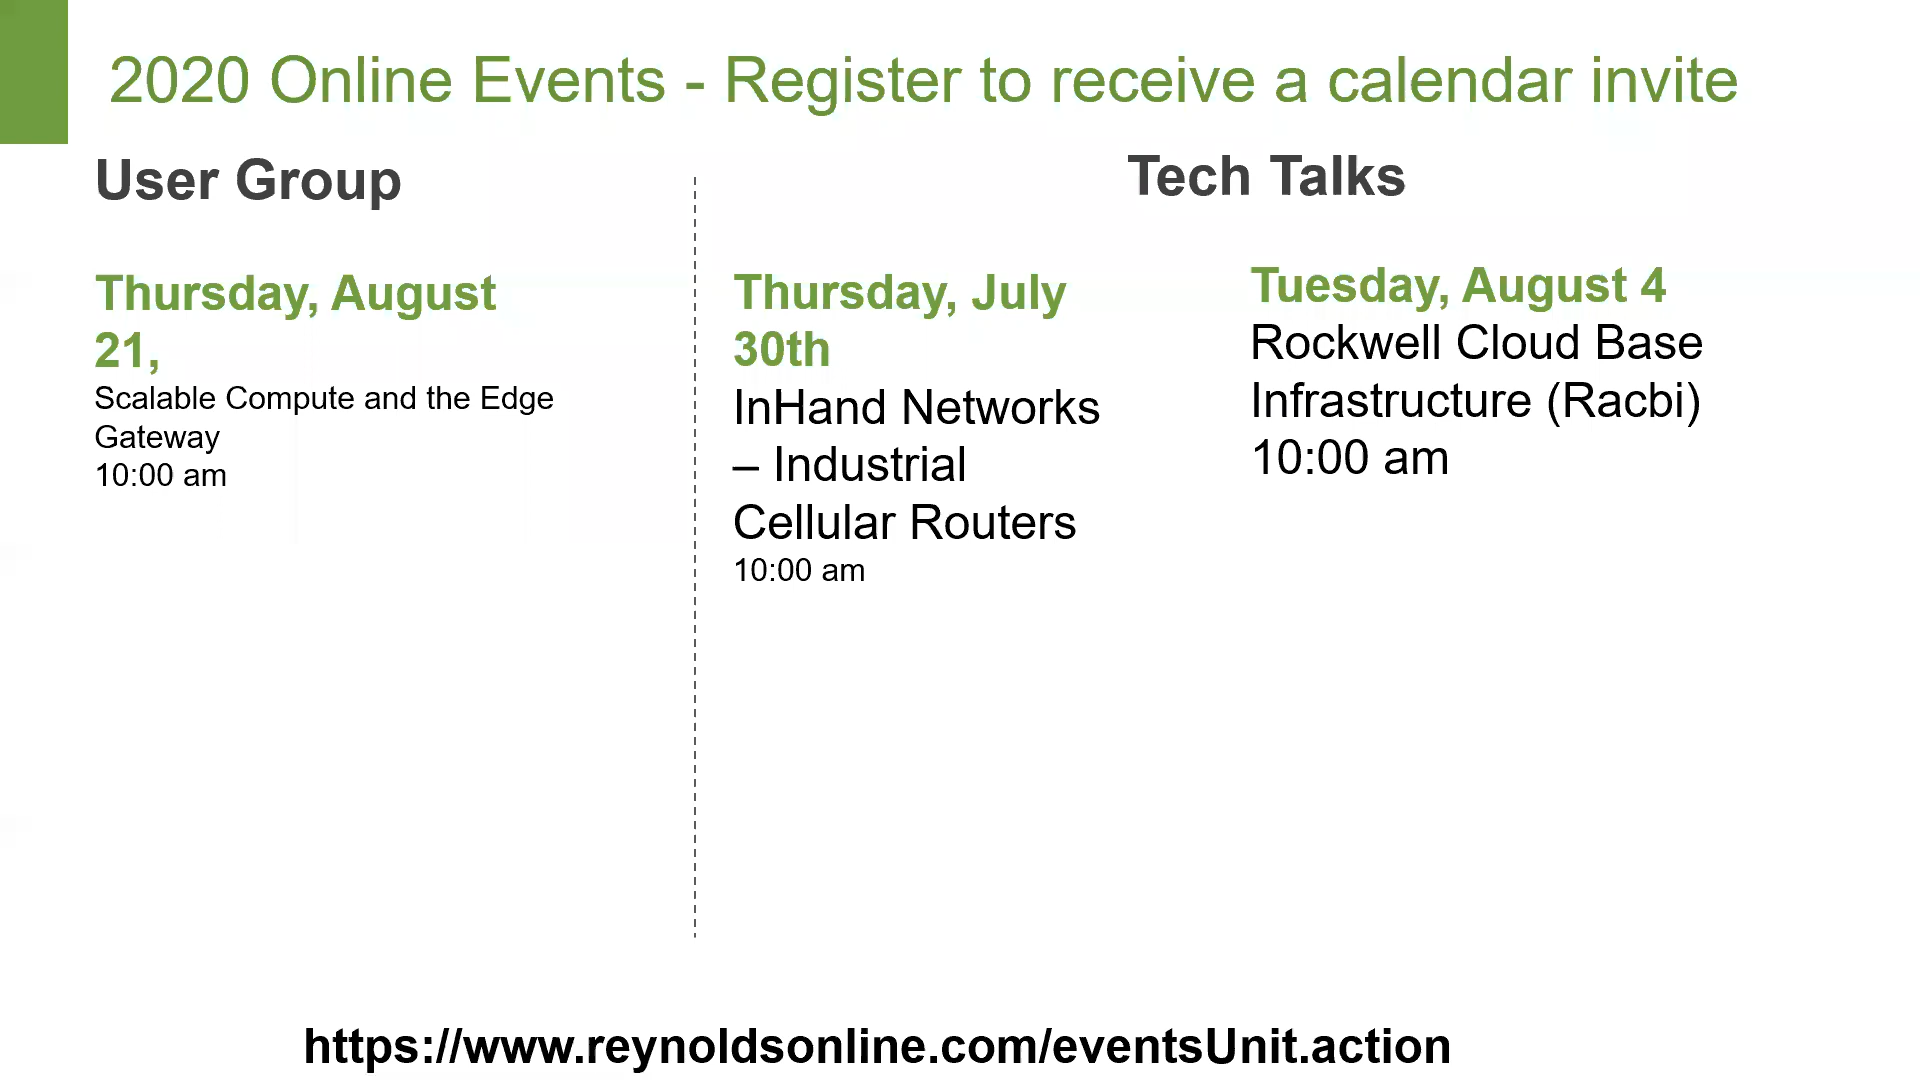 2020 Online Events - Register to receive a calendar invite
User Group
Thursday, August
21,
Scalable Compute and the Edge
Gateway
10:00 am
Tech Talks
Thursday, July
30th
InHand Networks
– Industrial
Cellular Routers
10:00 am
Tuesday, August 4
Rockwell Cloud Base
Infrastructure (Racbi)
10:00 am
https://www.reynoldsonline.com/eventsUnit.action